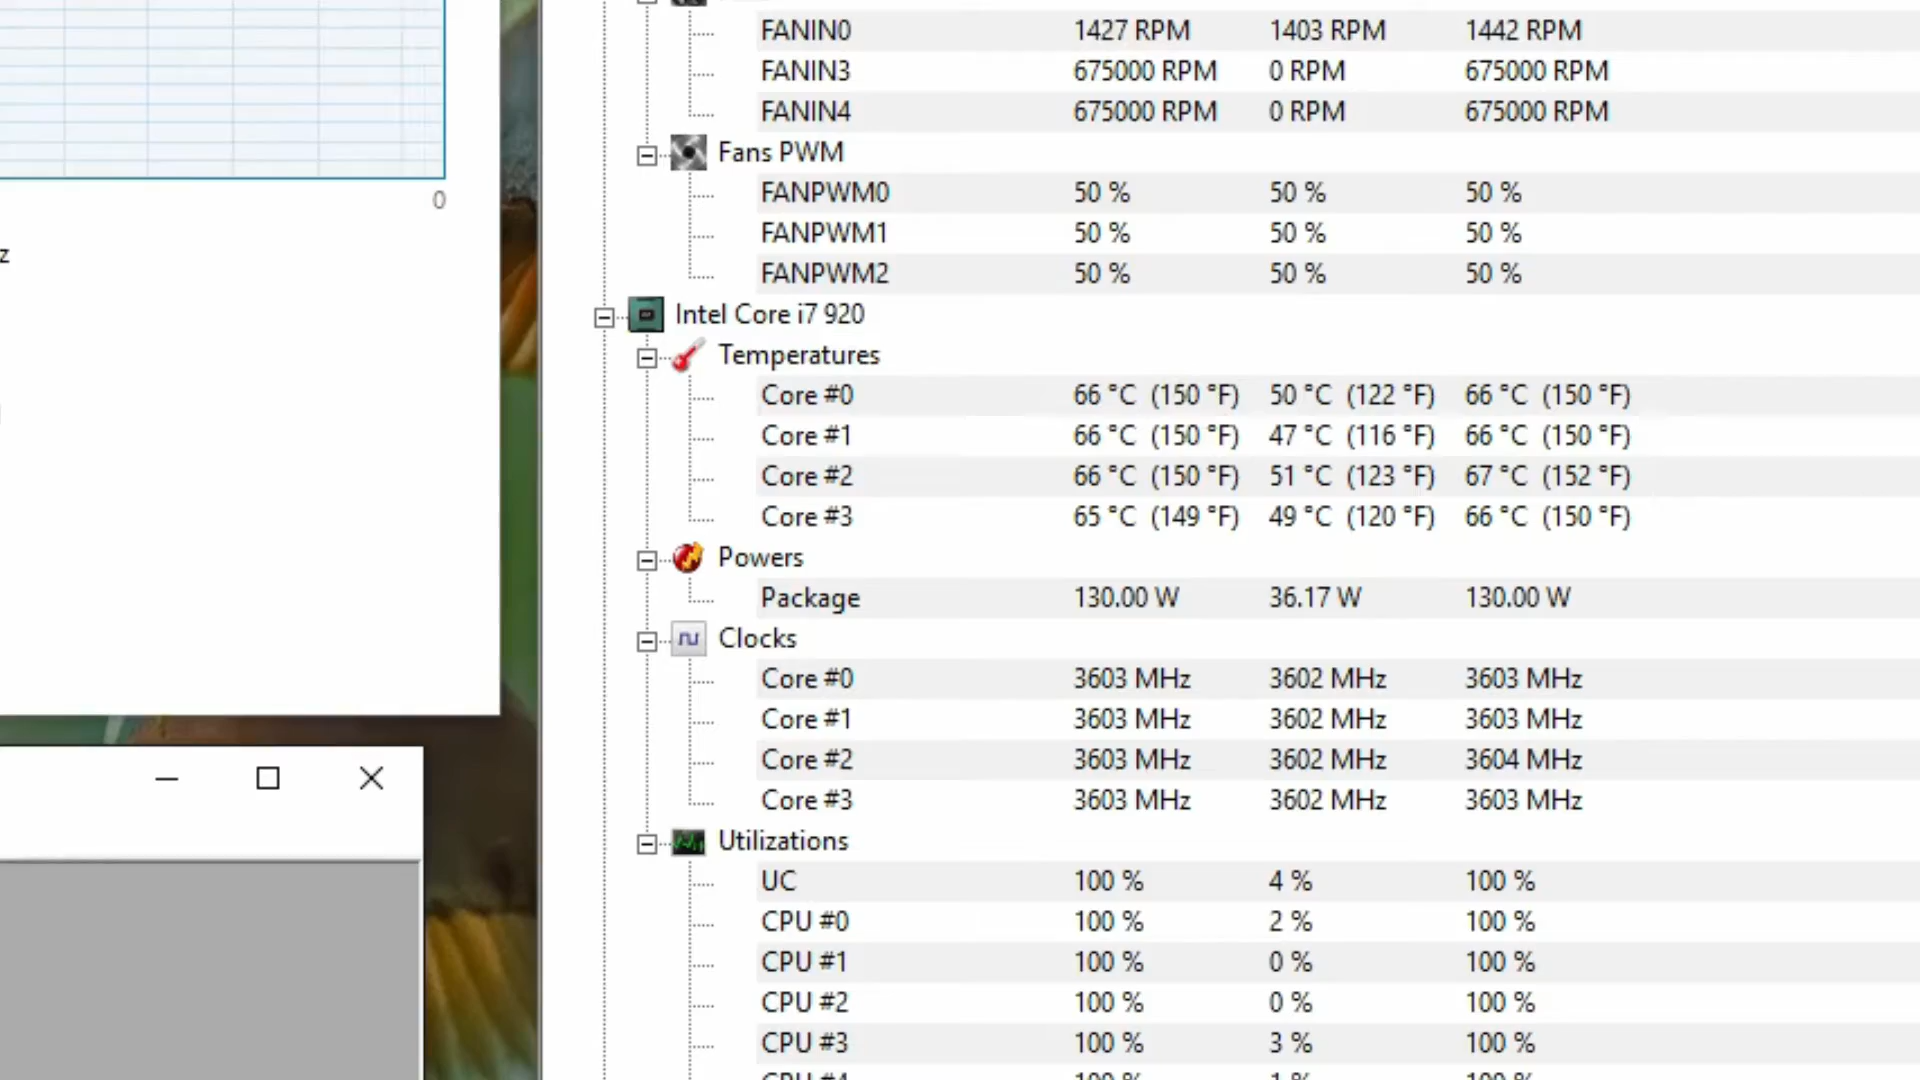 FANIN0 1427 RPM 1403 RPM 1442 RPM
FANIN3 675000 RPM 0 RPM 675000 RPM
FANIN4 675000 RPM 0 RPM 675000 RPM
Fans PWM
FANPWM0 50 % 50 % 50 %
FANPWM1 50 % 50 % 50 %
FANPWM2 50 % 50 % 50 %
0
z
Intel Core i7 920
Temperatures
Core #0 66 °C (150 °F) 50 °C (122 °F) 66 °C (150 °F)
Core #1 66 °C (150 °F) 47 °C (116 °F) 66 °C (150 °F)
Core #2 66 °C (150 °F) 51 °C (123 °F) 67 °C (152 °F)
Core #3 65 °C (149 °F) 49 °C (120 °F) 66 °C (150 °F)
Powers
Package 130.00 W 36.17 W 130.00 W
Clocks
Core #0 3603 MHz 3602 MHz 3603 MHz
Core #1 3603 MHz 3602 MHz 3603 MHz
Core #2 3603 MHz 3602 MHz 3604 MHz
Core #3 3603 MHz 3602 MHz 3603 MHz
Utilizations
UC 100 % 4 % 100 %
CPU #0 100 % 2 % 100 %
CPU #1 100 % 0 % 100 %
CPU #2 100 % 0 % 100 %
CPU #3 100 % 3 % 100 %
CPU #4 100 % 1 % 100 %